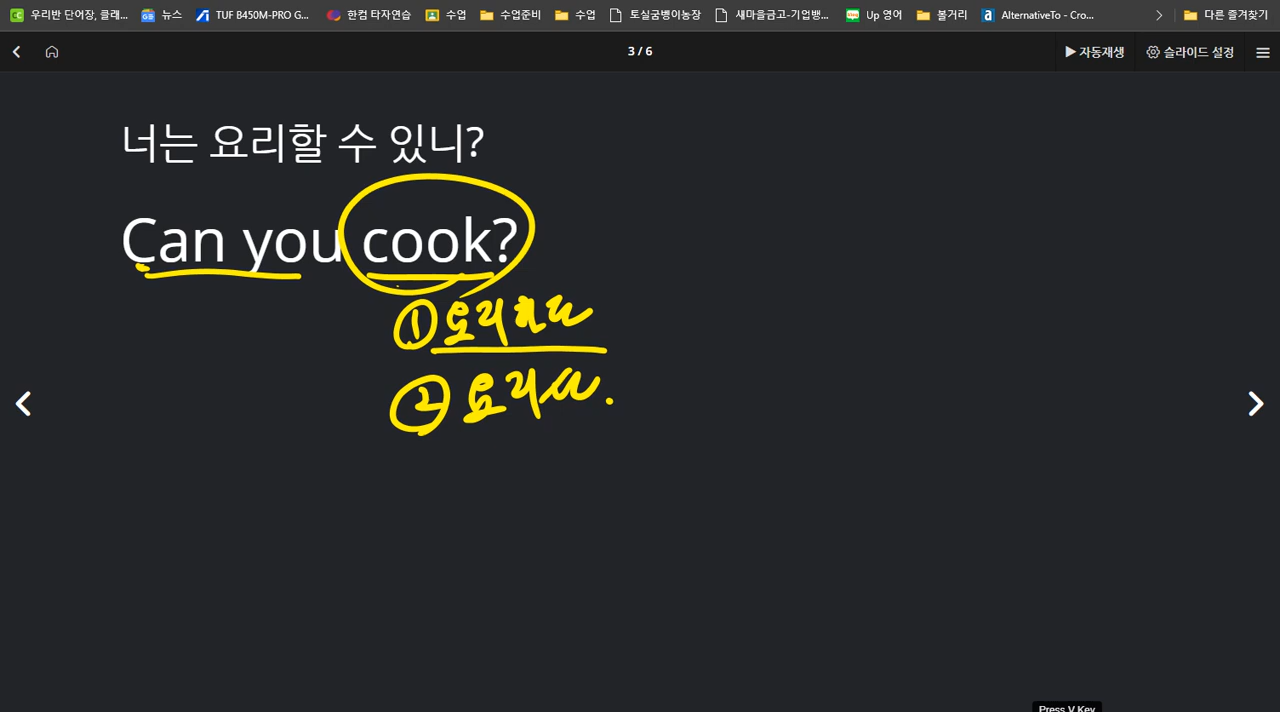 우리반 단어장, 클래... 뉴스 TUF B450M-PRO G... 한컴 타자연습 수업 수업준비 수업 토실굼벵이농장 새마을금고-기업뱅... Up 영어 볼거리 AlternativeTo - Cro... 다른 즐겨찾기
3 / 6 자동재생 슬라이드 설정
너는 요리할 수 있니?
Can you cook?
① 요리한다
② 요리사.
Press V Key